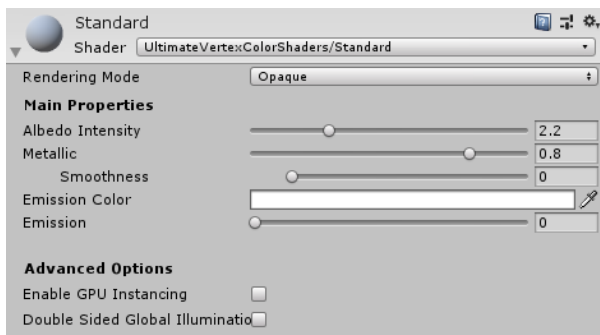 Standard
Shader UltimateVertexColorShaders/Standard
Rendering Mode Opaque
Main Properties
Albedo Intensity 2.2
Metallic 0.8
Smoothness 0
Emission Color
Emission 0
Advanced Options
Enable GPU Instancing
Double Sided Global Illuminatio